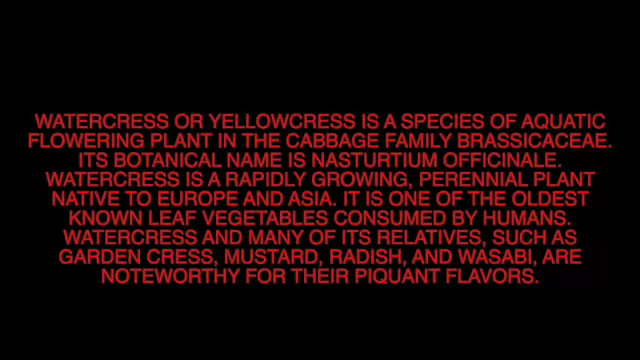 WATERCRESS OR YELLOWCRESS IS A SPECIES OF AQUATIC
FLOWERING PLANT IN THE CABBAGE FAMILY BRASSICACEAE.
ITS BOTANICAL NAME IS NASTURTIUM OFFICINALE.
WATERCRESS IS A RAPIDLY GROWING, PERENNIAL PLANT
NATIVE TO EUROPE AND ASIA. IT IS ONE OF THE OLDEST
KNOWN LEAF VEGETABLES CONSUMED BY HUMANS.
WATERCRESS AND MANY OF ITS RELATIVES, SUCH AS
GARDEN CRESS, MUSTARD, RADISH, AND WASABI, ARE
NOTEWORTHY FOR THEIR PIQUANT FLAVORS.